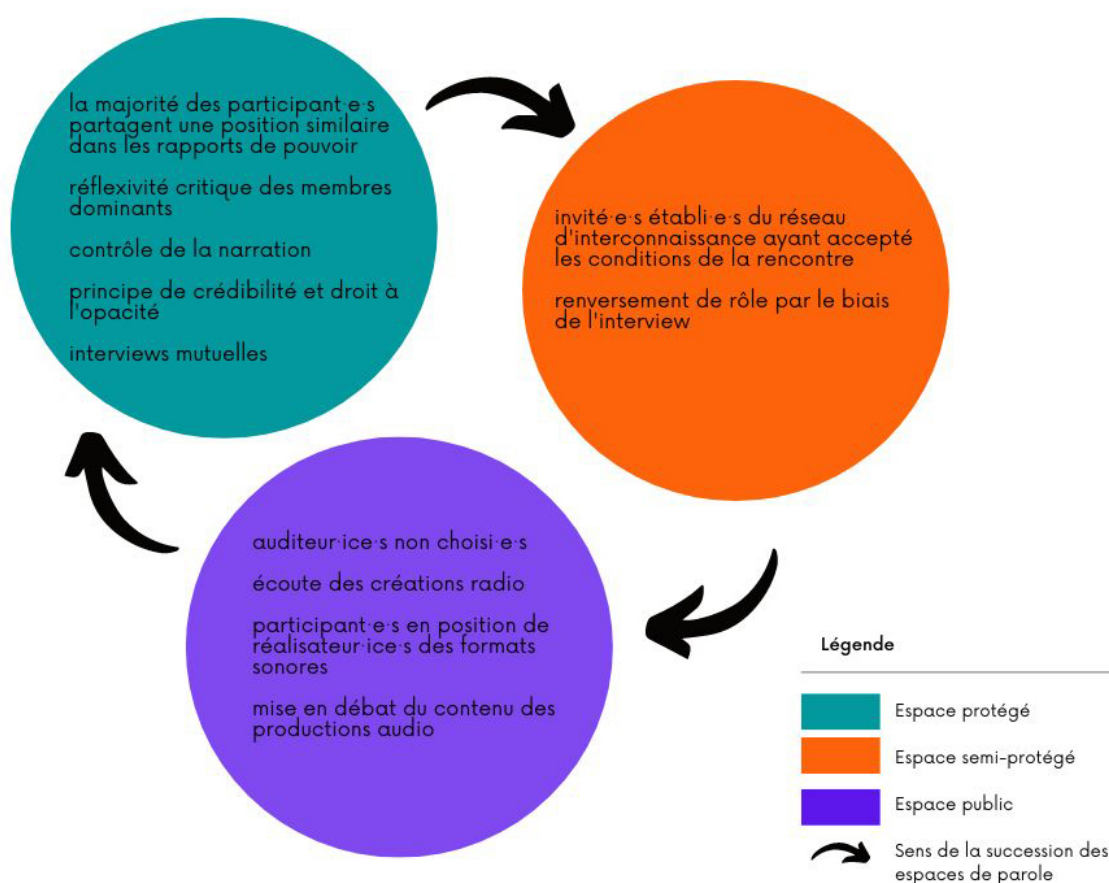 la majorité des participant·e·s
partagent une position similaire
dans les rapports de pouvoir
réflexivité critique des membres
dominants
contrôle de la narration
principe de crédibilité et droit à
l'opacité
interviews mutuelles
invité·e·s établi·e·s du réseau
d'interconnaissance ayant accepté
les conditions de la rencontre
renversement de rôle par le biais
de l'interview
auditeur·ice·s non choisi·e·s
écoute des créations radio
participant·e·s en position de
réalisateur·ice·s des formats
sonores
mise en débat du contenu des
productions audio
Légende
Espace protégé
Espace semi-protégé
Espace public
Sens de la succession des
espaces de parole